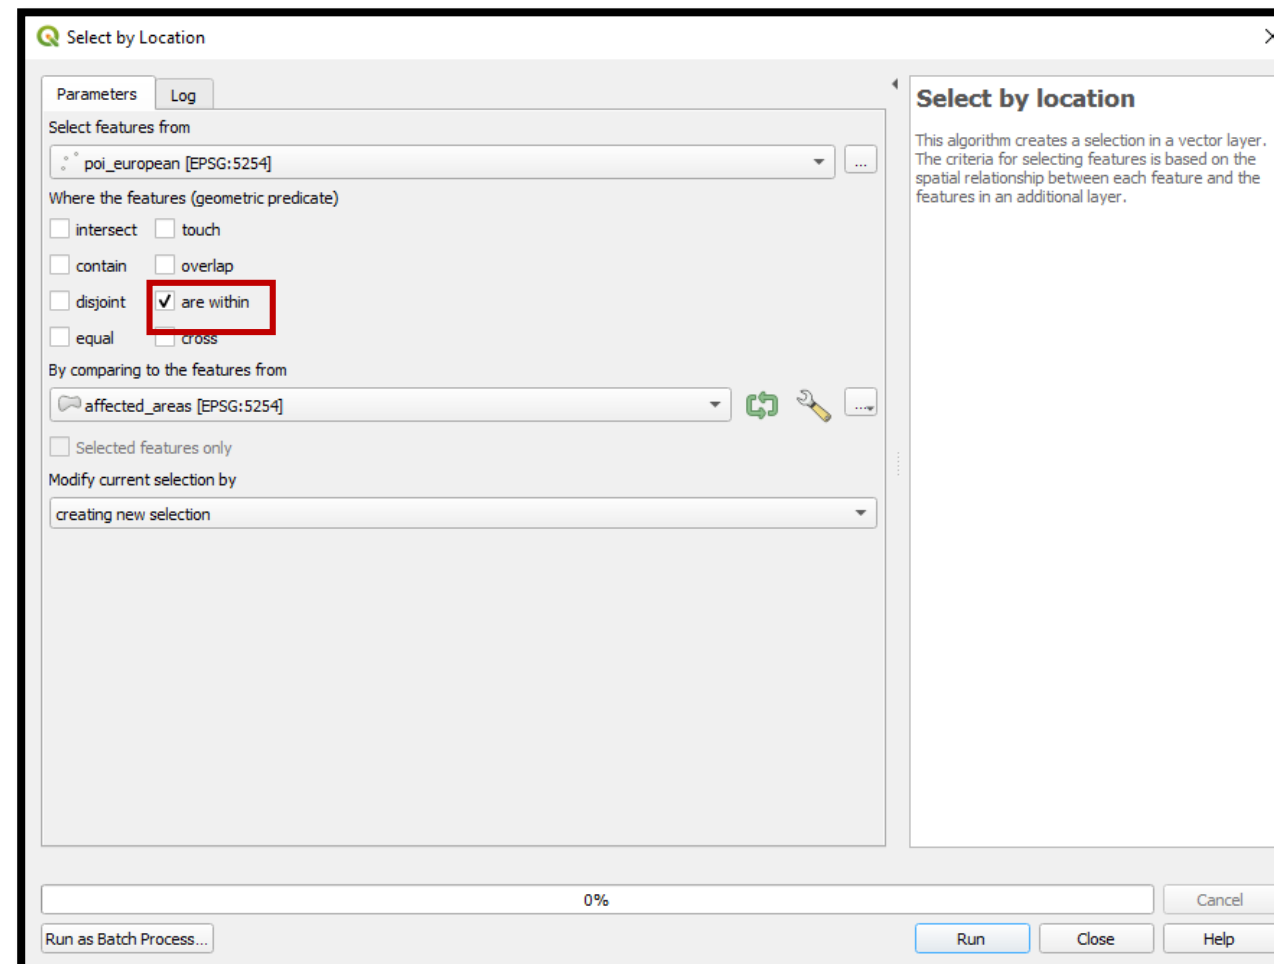 Select by Location
Parameters
Log
Select features from
poi_european [EPSG:5254]
...
Where the features (geometric predicate)
intersect
touch
contain
overlap
disjoint
are within
equal
cross
By comparing to the features from
affected_areas [EPSG:5254]
...
Selected features only
Modify current selection by
creating new selection
Select by location
This algorithm creates a selection in a vector layer.
The criteria for selecting features is based on the
spatial relationship between each feature and the
features in an additional layer.
0%
Cancel
Run as Batch Process...
Run
Close
Help